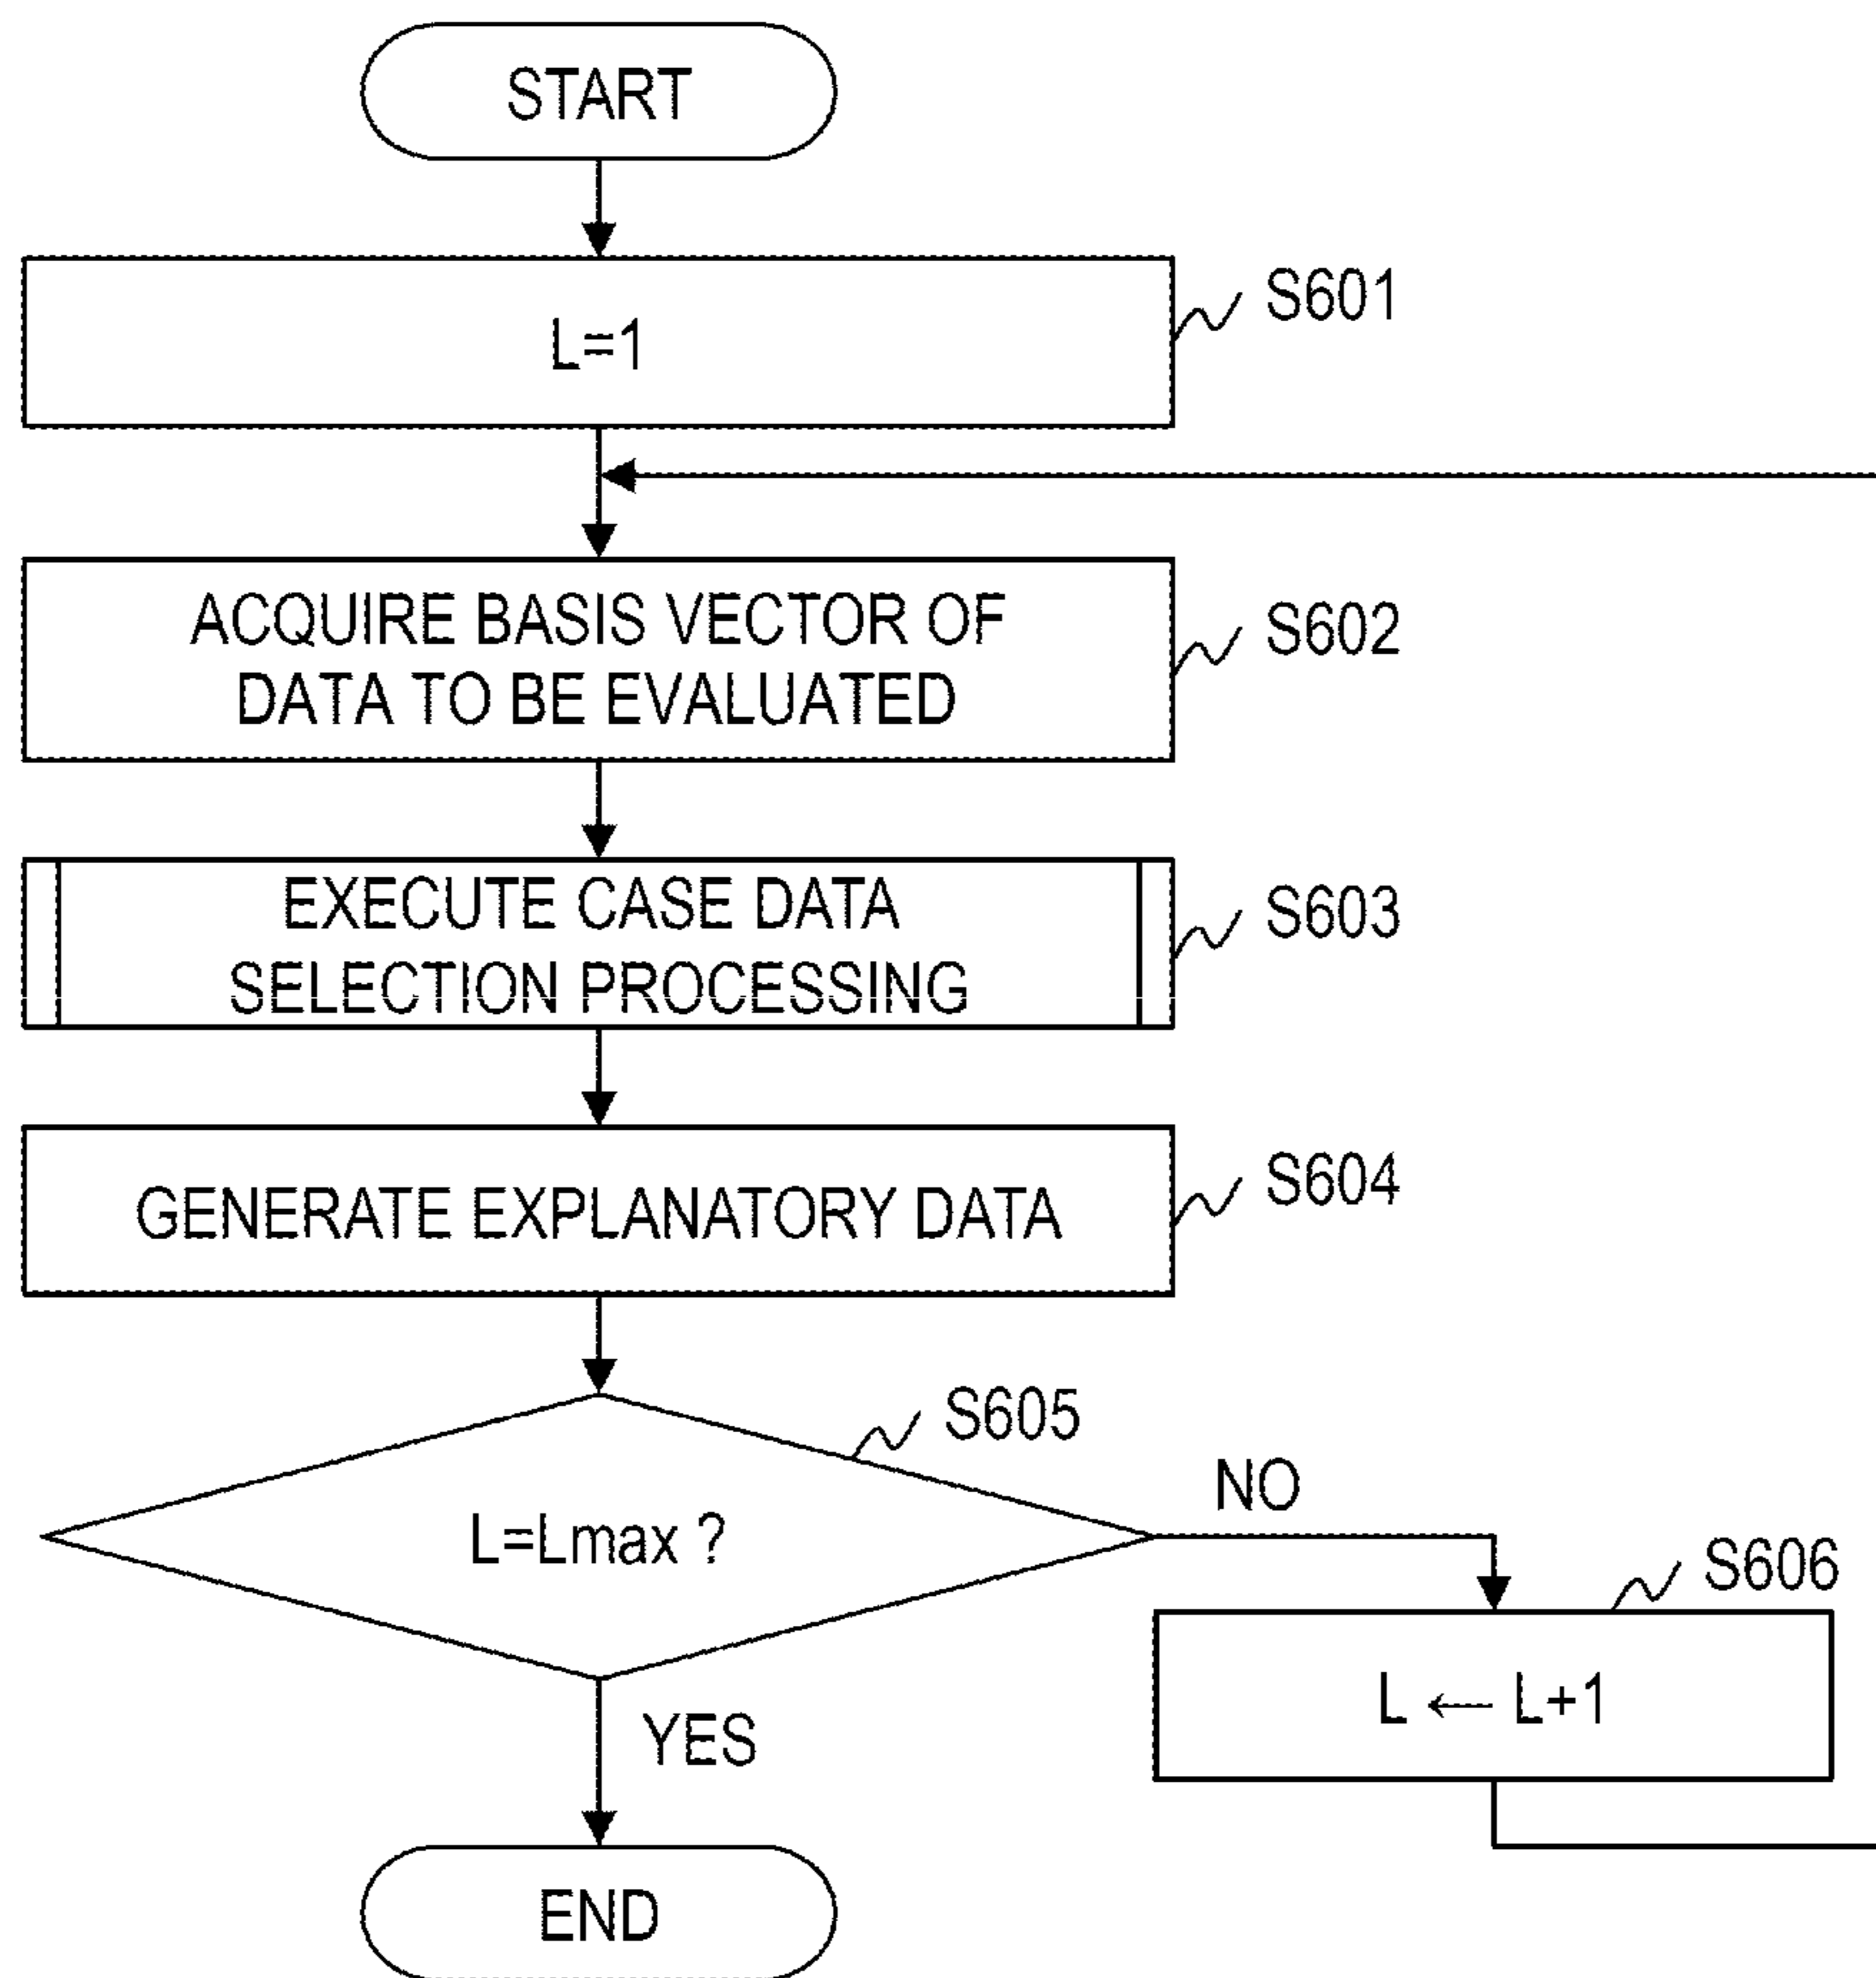 START
L=1
S601
ACQUIRE BASIS VECTOR OF
DATA TO BE EVALUATED
S602
EXECUTE CASE DATA
SELECTION PROCESSING
S603
GENERATE EXPLANATORY DATA
S604
S605
L=Lmax ?
NO
S606
L ← L+1
YES
END